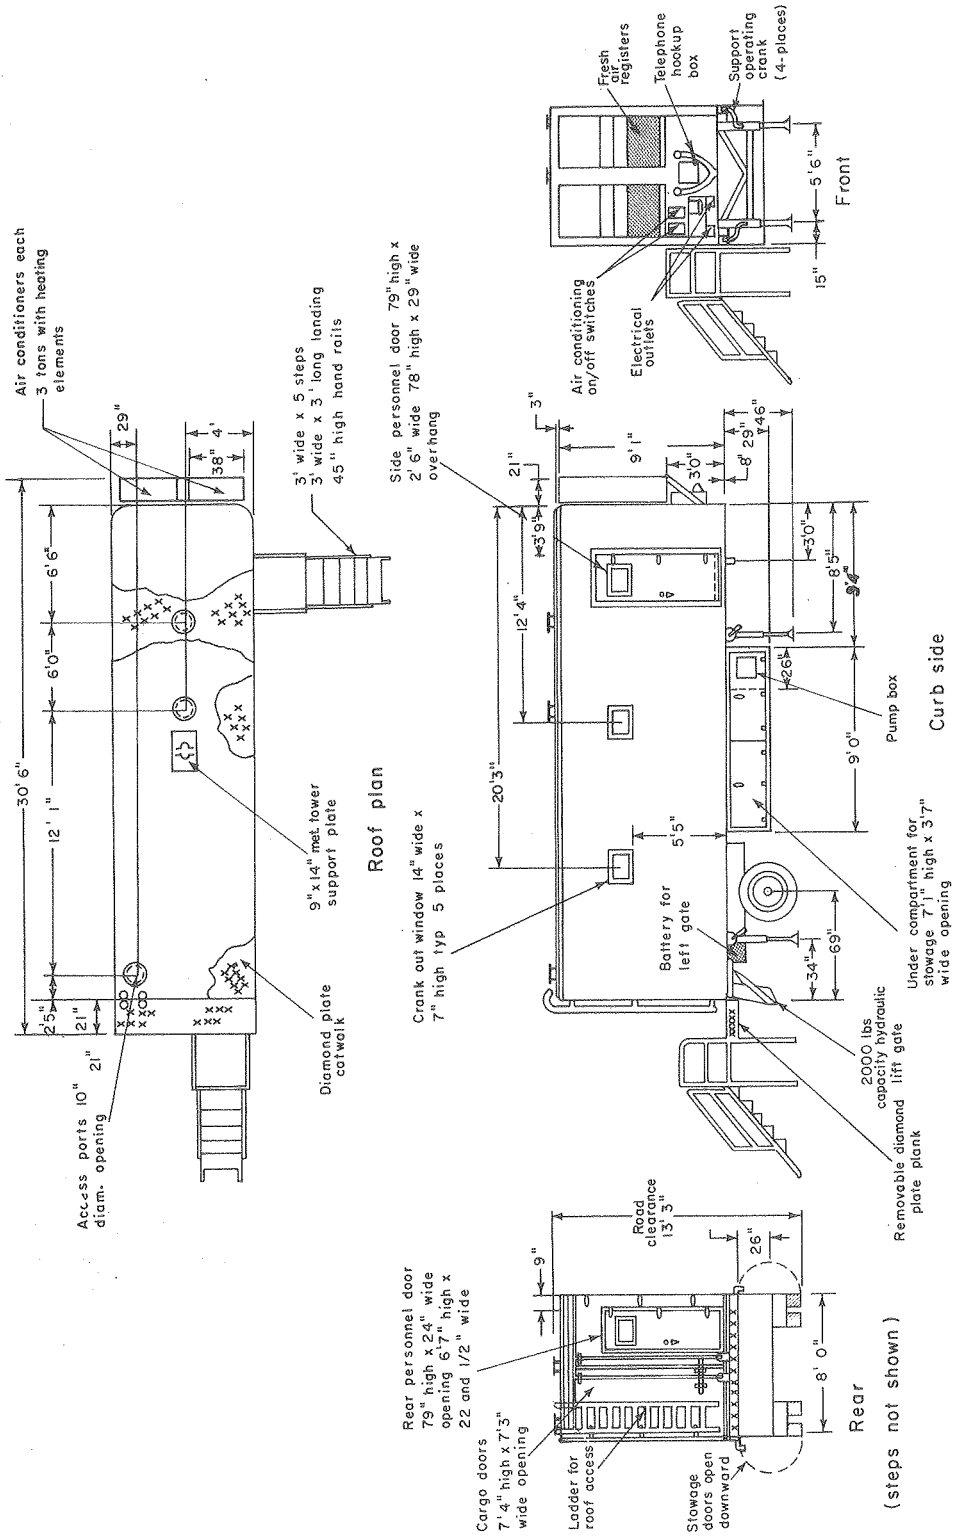 Access ports 10"
diam. opening
2'5"
21"
21"
12' 1"
30' 6"
6'0"
6'6"
Air conditioners each
3 tons with heating
elements
29"
38"
4'
3' wide x 5 steps
3' wide x 3' long landing
45" high hand rails
9"x14" met. tower
support plate
Diamond plate
catwalk
Roof plan
Crank out window 14" wide x
7" high typ 5 places
Side personnel door 79" high x
2' 6" wide 78" high x 29" wide
overhang
20'3"
12'4"
3'9"
21"
3"
9' 1"
3'0"
8"
29"
46"
5'5"
Battery for
left gate
34"
69"
26"
9'0"
3'0"
8'5"
Pump box
Under compartment for
stowage 7'1" high x 3'7"
wide opening
2000 lbs
capacity hydraulic
lift gate
Removable diamond
plate plank
Curb side
Rear personnel door
79" high x 24" wide
opening 6'7" high x
22 and 1/2" wide
Cargo doors
7'4" high x 7'3"
wide opening
Ladder for
roof access
Stowage
doors open
downward
9"
Road
clearance
13' 3"
26"
8' 0"
Rear
(steps not shown)
Fresh
air
registers
Telephone
hookup
box
Support
operating
crank
(4-places)
Air conditioning
on/off switches
Electrical
outlets
15"
5'6"
Front